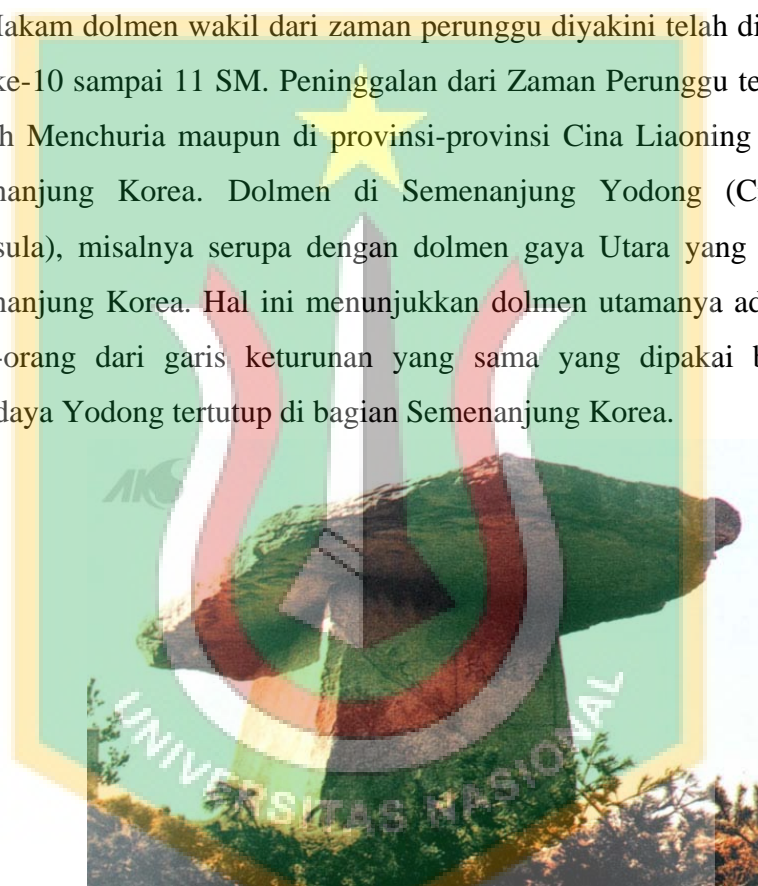 Makam dolmen wakil dari zaman perunggu diyakini telah di
ke-10 sampai 11 SM. Peninggalan dari Zaman Perunggu te
h Menchuria maupun di provinsi-provinsi Cina Liaoning
nanjung Korea. Dolmen di Semenanjung Yodong (C
sula), misalnya serupa dengan dolmen gaya Utara yang
nanjung Korea. Hal ini menunjukkan dolmen utamanya ad
-orang dari garis keturunan yang sama yang dipakai b
daya Yodong tertutup di bagian Semenanjung Korea.
AK
UNIVERSITAS NASIONAL